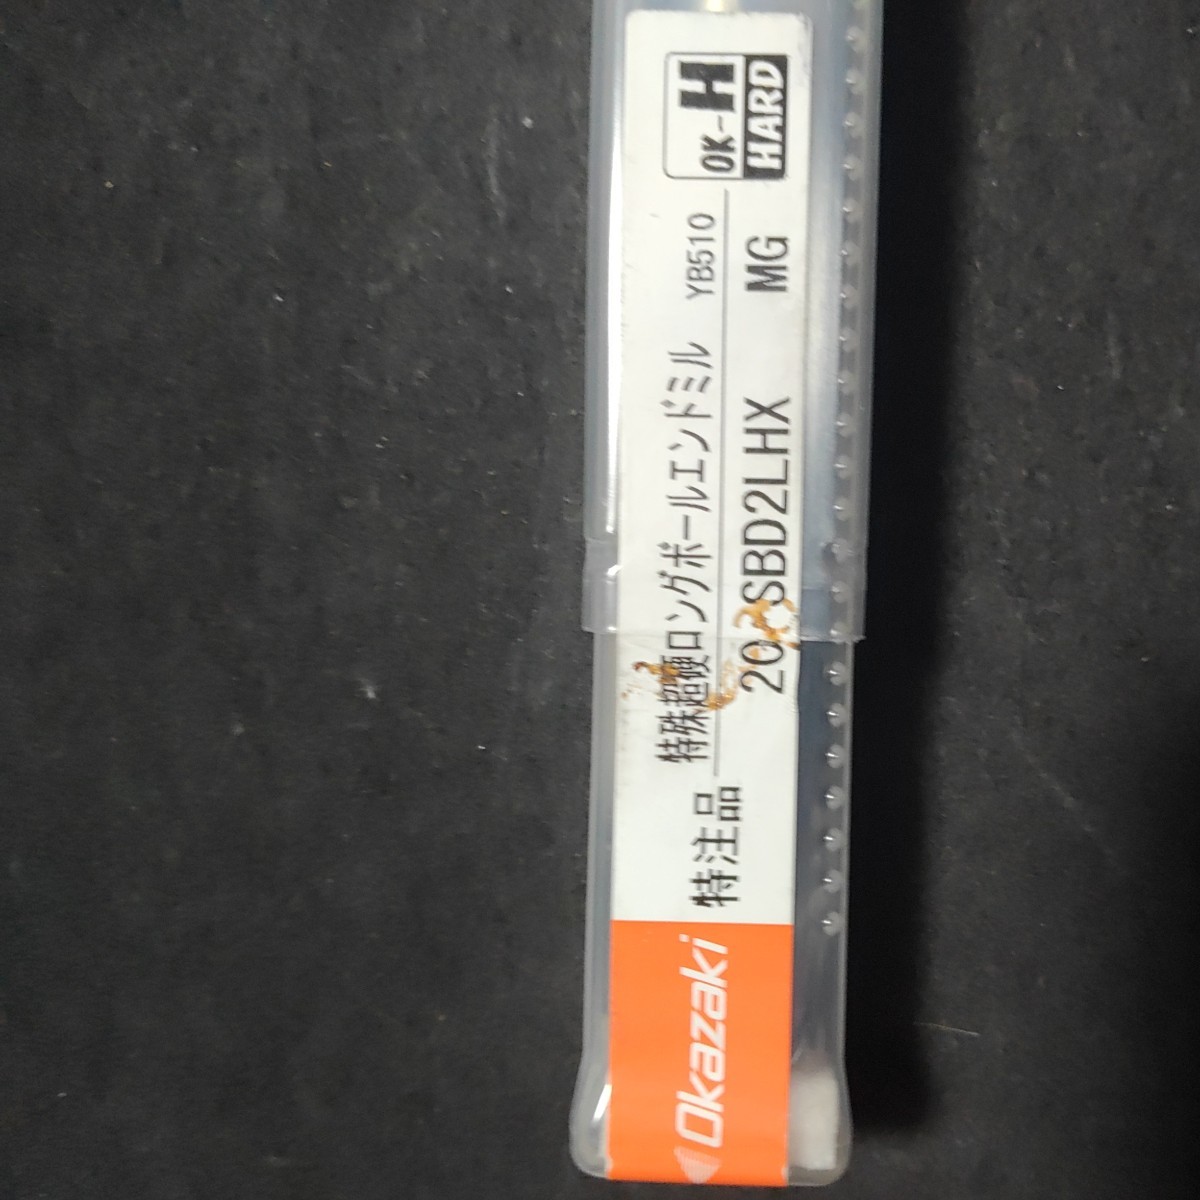 Okazaki
特注品
特殊超硬ロングボールエンドミル YB510
20 SBD2LHX MG
OK-H
HARD